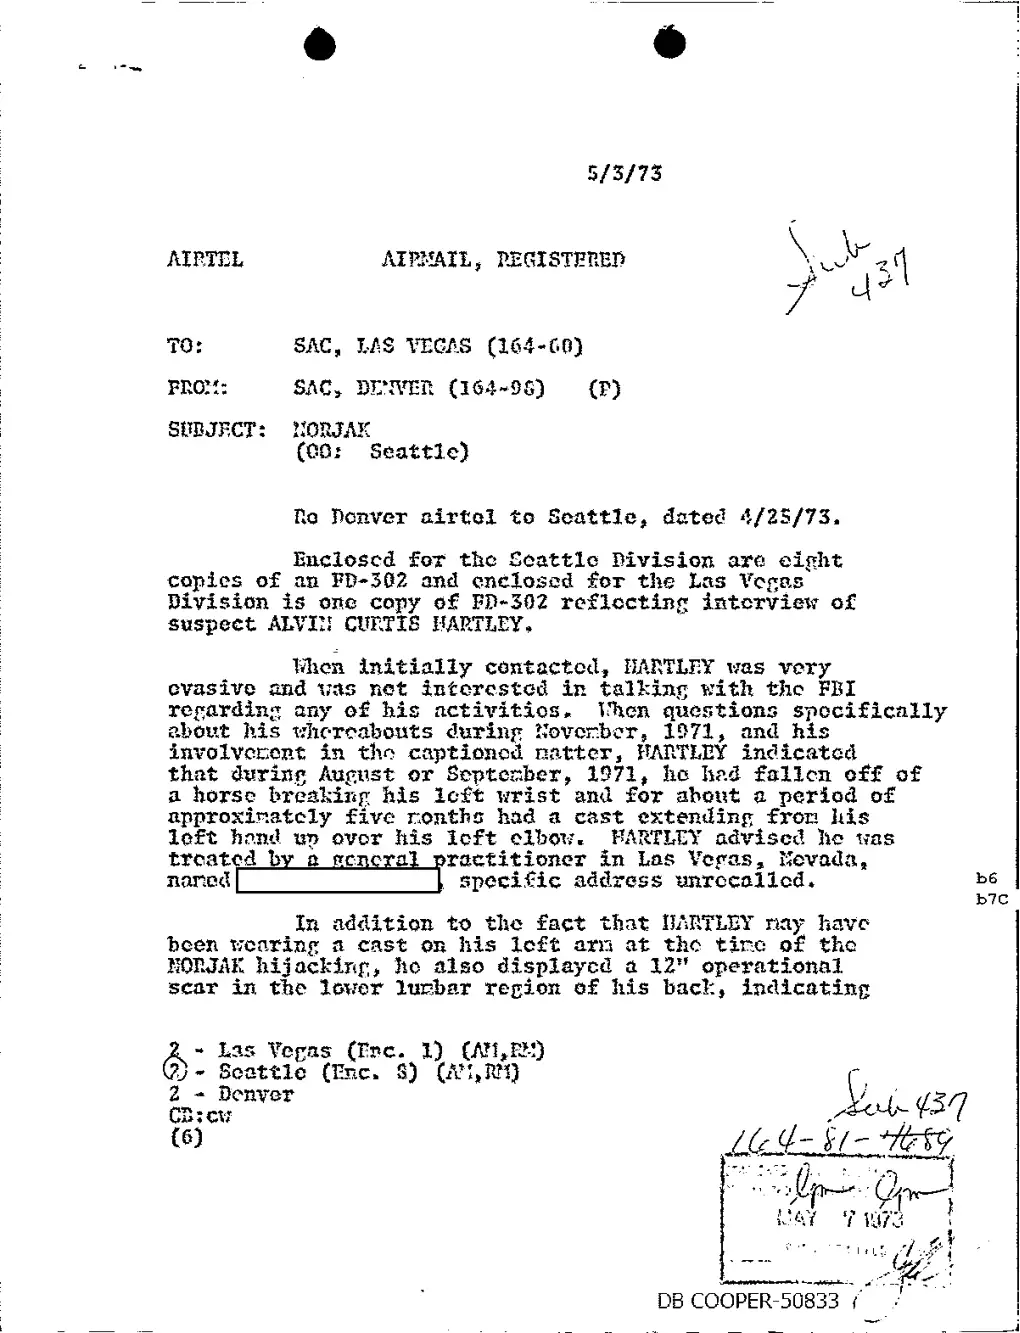 5/3/73
Sub
437
AIRTEL AIRMAIL, REGISTERED
TO: SAC, LAS VEGAS (164-60)
FROM: SAC, DENVER (164-98) (P)
SUBJECT: NORJAK
(OO: Seattle)
Re Denver airtel to Seattle, dated 4/25/73.
Enclosed for the Seattle Division are eight
copies of an FD-302 and enclosed for the Las Vegas
Division is one copy of FD-302 reflecting interview of
suspect ALVIN CURTIS HARTLEY.
When initially contacted, HARTLEY was very
evasive and was not interested in talking with the FBI
regarding any of his activities. When questions specifically
about his whereabouts during November, 1971, and his
involvement in the captioned matter, HARTLEY indicated
that during August or September, 1971, he had fallen off of
a horse breaking his left wrist and for about a period of
approximately five months had a cast extending from his
left hand up over his left elbow. HARTLEY advised he was
treated by a general practitioner in Las Vegas, Nevada,
named , specific address unrecalled.
b6
b7C
In addition to the fact that HARTLEY may have
been wearing a cast on his left arm at the time of the
NORJAK hijacking, he also displayed a 12" operational
scar in the lower lumbar region of his back, indicating
2 - Las Vegas (Enc. 1) (AM,RM)
2 - Seattle (Enc. 8) (AM,RM)
2 - Denver
CB:cw
(6)
Sub 437
164-81-4689
MAY 7 1973
DB COOPER-50833